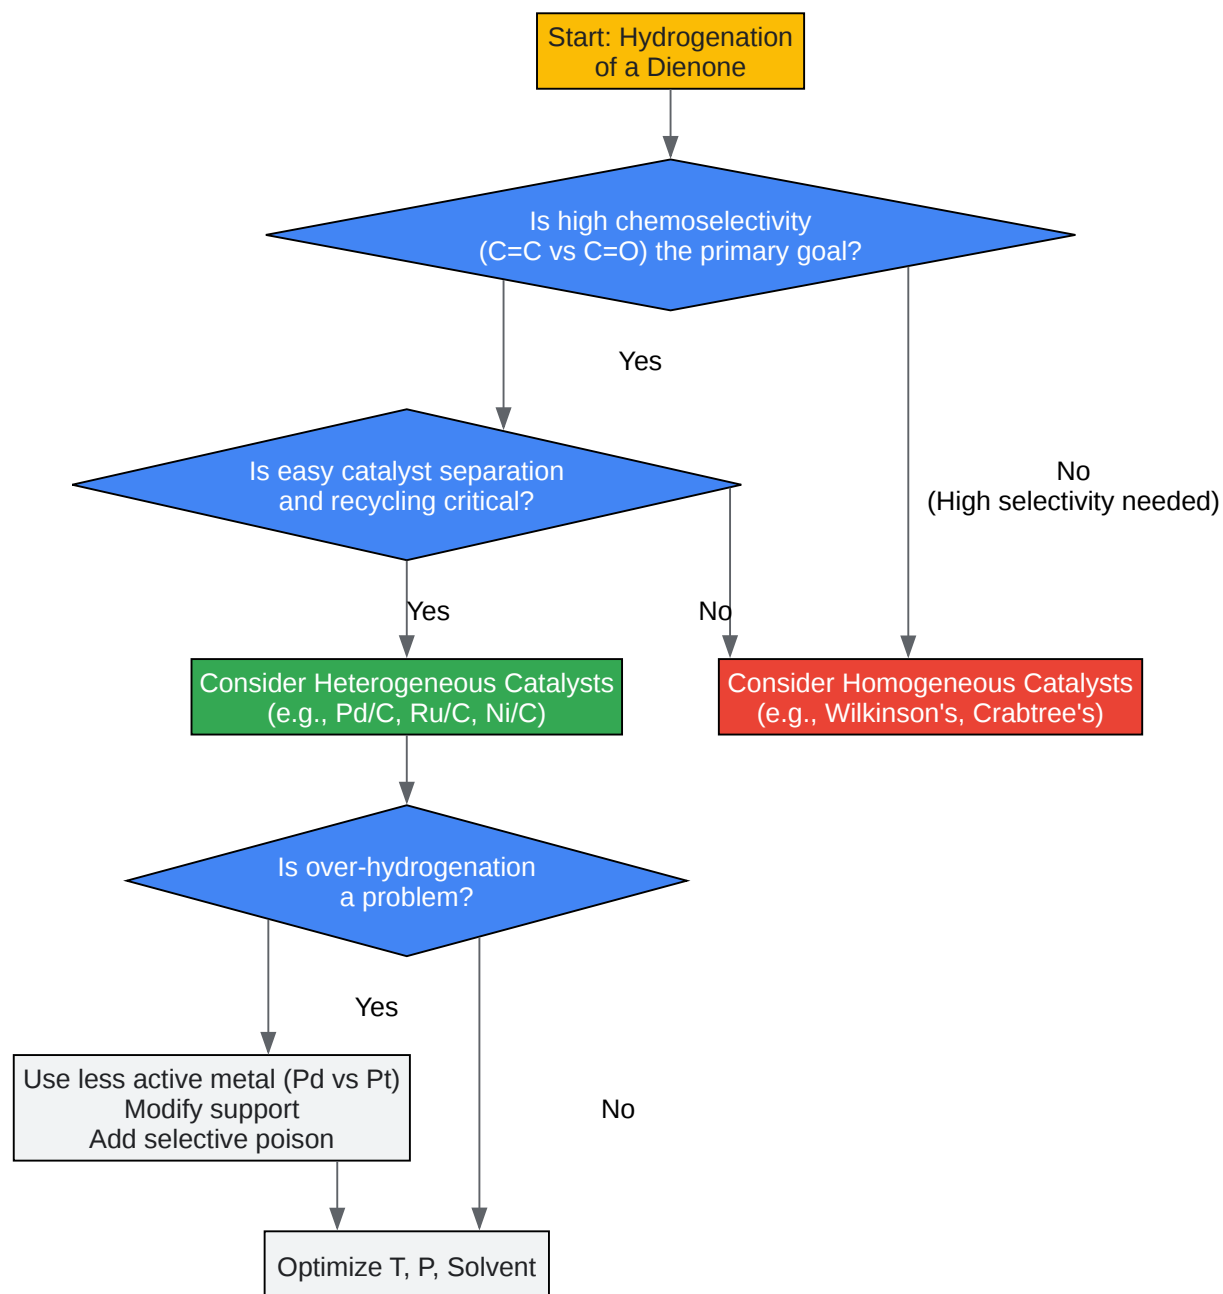 Start: Hydrogenation
of a Dienone
Is high chemoselectivity
(C=C vs C=O) the primary goal?
Yes
Is easy catalyst separation
and recycling critical?
No
(High selectivity needed)
Yes
No
Consider Heterogeneous Catalysts
(e.g., Pd/C, Ru/C, Ni/C)
Consider Homogeneous Catalysts
(e.g., Wilkinson's, Crabtree's)
Is over-hydrogenation
a problem?
Yes
Use less active metal (Pd vs Pt)
Modify support
Add selective poison
No
Optimize T, P, Solvent